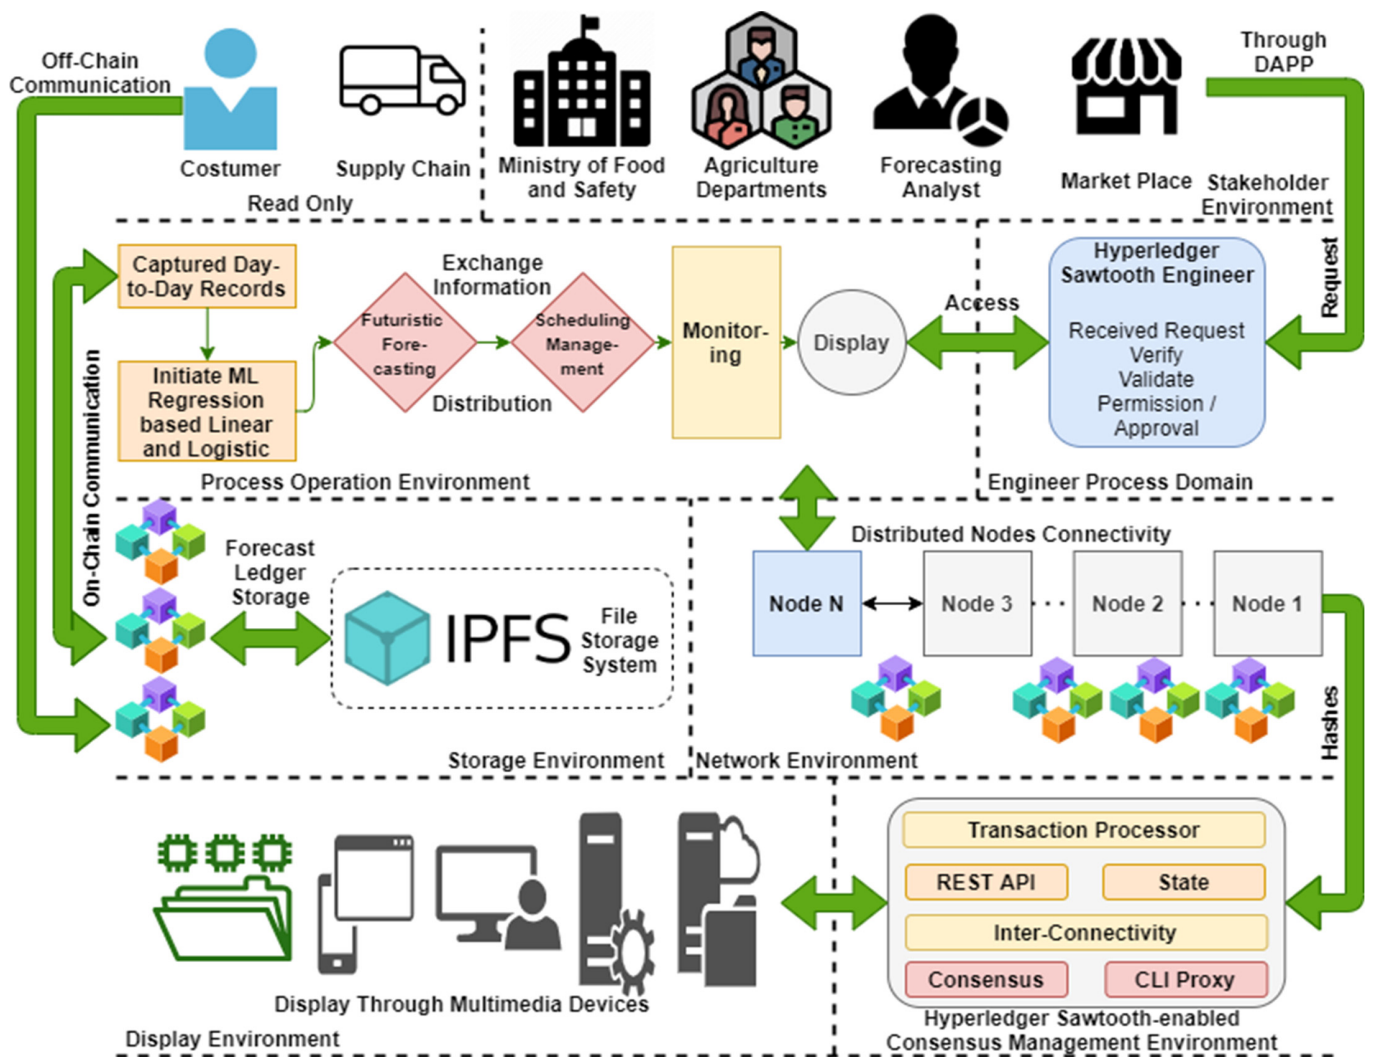 Off-Chain
Communication
Costumer
Supply Chain
Read Only
Ministry of Food
and Safety
Agriculture
Departments
Forecasting
Analyst
Market Place
Through
DAPP
Stakeholder
Environment
Request
Captured Day-
to-Day Records
Initiate ML
Regression
based Linear
and Logistic
Exchange
Information
Futuristic
Fore-
casting
Scheduling
Manage-
ment
Distribution
Monitor-
ing
Display
Access
Hyperledger
Sawtooth Engineer
Received Request
Verify
Validate
Permission /
Approval
Process Operation Environment
Engineer Process Domain
On-Chain Communication
Forecast
Ledger
Storage
IPFS
File
Storage
System
Storage Environment
Distributed Nodes Connectivity
Node N
Node 3
Node 2
Node 1
Network Environment
Hashes
Display Through Multimedia Devices
Display Environment
Transaction Processor
REST API
State
Inter-Connectivity
Consensus
CLI Proxy
Hyperledger Sawtooth-enabled
Consensus Management Environment